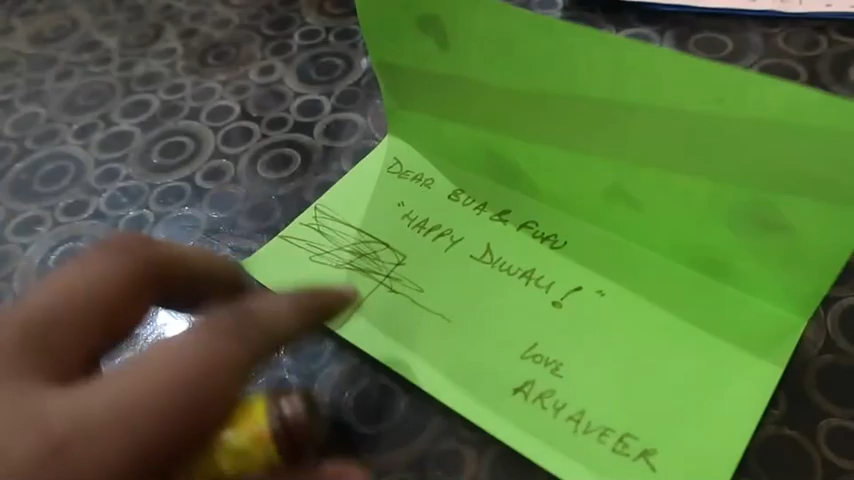 DEAR BUA & FUFU
"HAPPY DIWALI!"
LOVE
ARYAVEER